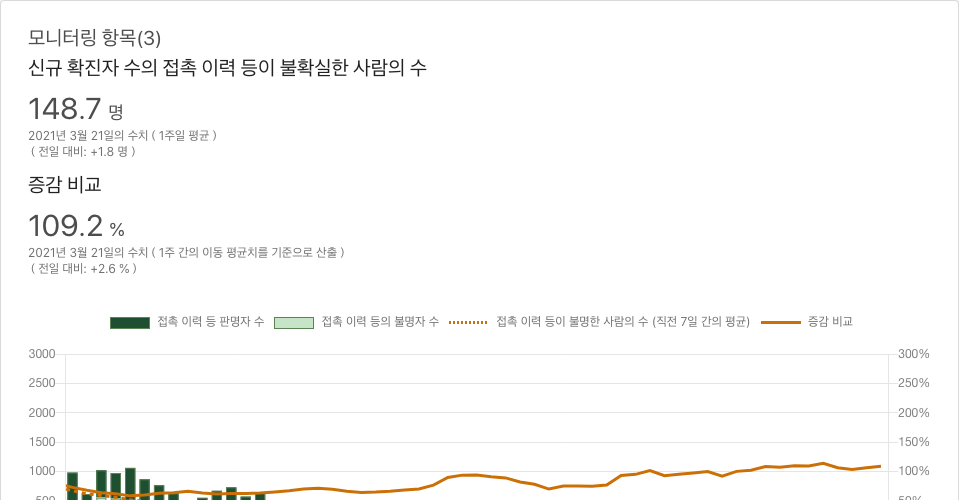 모니터링 항목(3)
신규 확진자 수의 접촉 이력 등이 불확실한 사람의 수
148.7 명
2021년 3월 21일의 수치 ( 1주일 평균 )
( 전일 대비: +1.8 명 )
증감 비교
109.2 %
2021년 3월 21일의 수치 ( 1주 간의 이동 평균치를 기준으로 산출 )
( 전일 대비: +2.6 % )
접촉 이력 등 판명자 수 접촉 이력 등의 불명자 수 접촉 이력 등이 불명한 사람의 수 (직전 7일 간의 평균) 증감 비교
3000 300%
2500 250%
2000 200%
1500 150%
1000 100%
500 50%